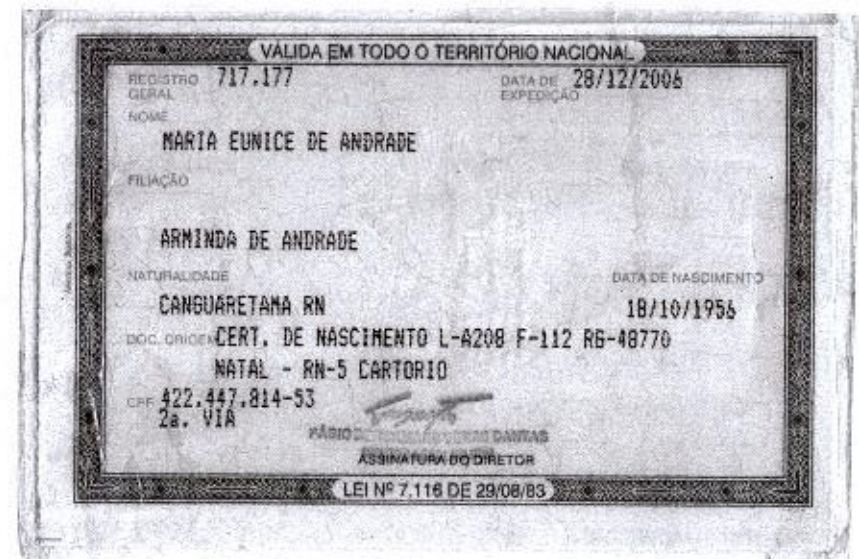 VÁLIDA EM TODO O TERRITÓRIO NACIONAL
REGISTRO GERAL 717.177 DATA DE EXPEDIÇÃO 28/12/2006
NOME
MARIA EUNICE DE ANDRADE
FILIAÇÃO
ARMINDA DE ANDRADE
NATURALIDADE DATA DE NASCIMENTO
CANGUARETAMA RN 18/10/1956
DOC. ORIGEM CERT. DE NASCIMENTO L-A208 F-112 RG-48770
NATAL - RN-5 CARTORIO
CPF 422.447.814-53
2a. VIA
FÁBIO DANTAS
ASSINATURA DO DIRETOR
LEI Nº 7.116 DE 29/08/83